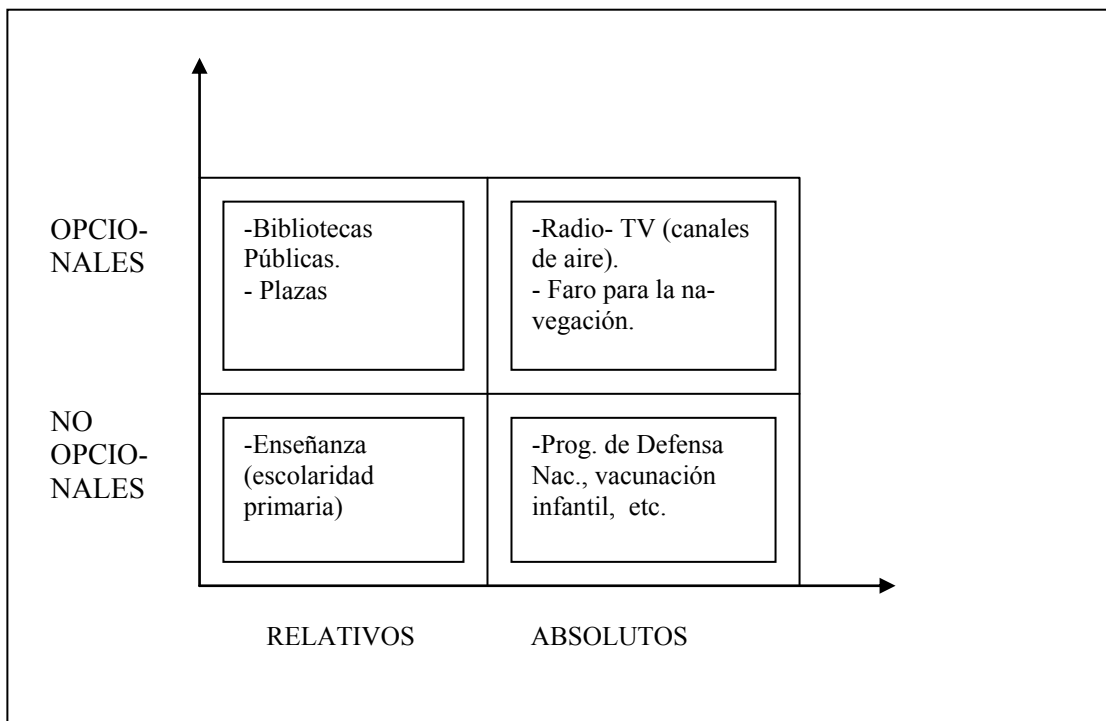 OPCIO-
NALES
-Bibliotecas
Públicas.
- Plazas
-Radio- TV (canales
de aire).
- Faro para la na-
vegación.
NO
OPCIO-
NALES
-Enseñanza
(escolaridad
primaria)
-Prog. de Defensa
Nac., vacunación
infantil,  etc.
RELATIVOS
ABSOLUTOS